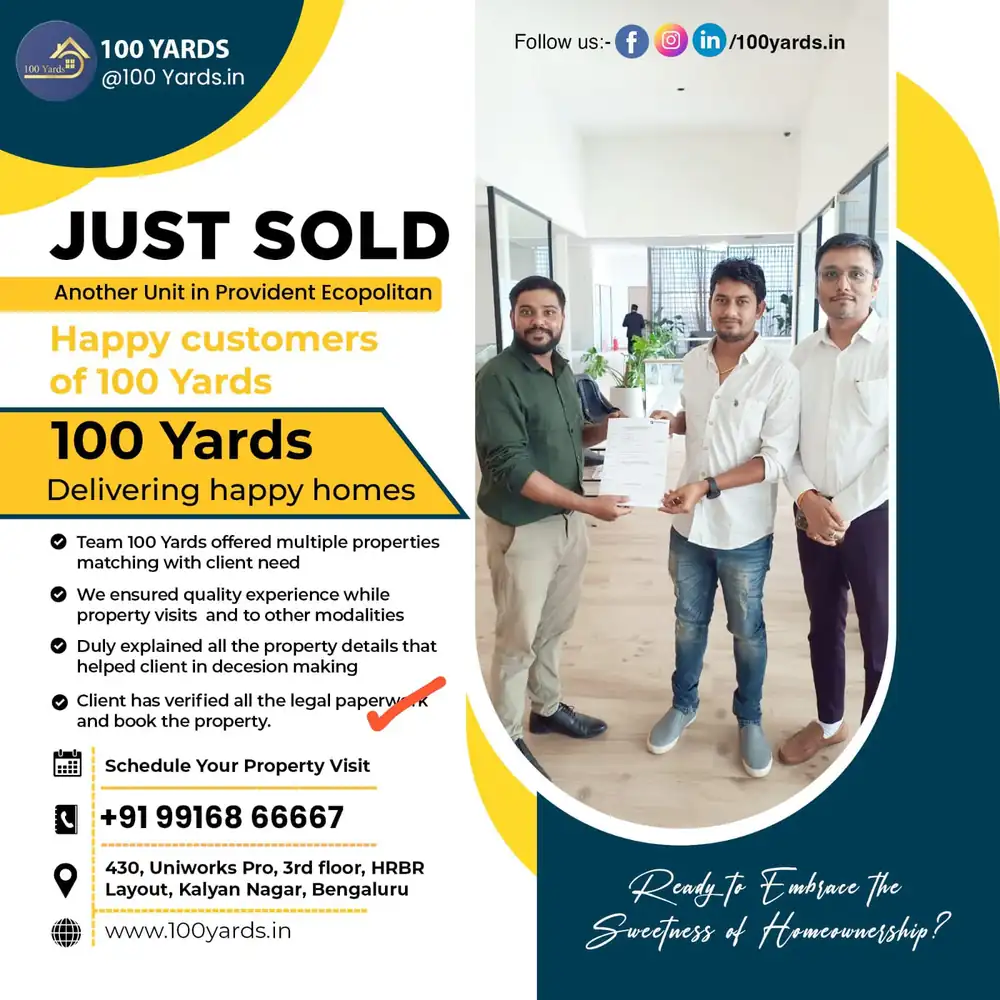 100 Yards
100 YARDS
@100 Yards.in
Follow us:- /100yards.in
JUST SOLD
Another Unit in Provident Ecopolitan
Happy customers
of 100 Yards
100 Yards
Delivering happy homes
Team 100 Yards offered multiple properties
matching with client need
We ensured quality experience while
property visits and to other modalities
Duly explained all the property details that
helped client in decesion making
Client has verified all the legal paperwork
and book the property.
Schedule Your Property Visit
+91 99168 66667
430, Uniworks Pro, 3rd floor, HRBR
Layout, Kalyan Nagar, Bengaluru
www.100yards.in
Ready to Embrace the
Sweetness of Homeownership?